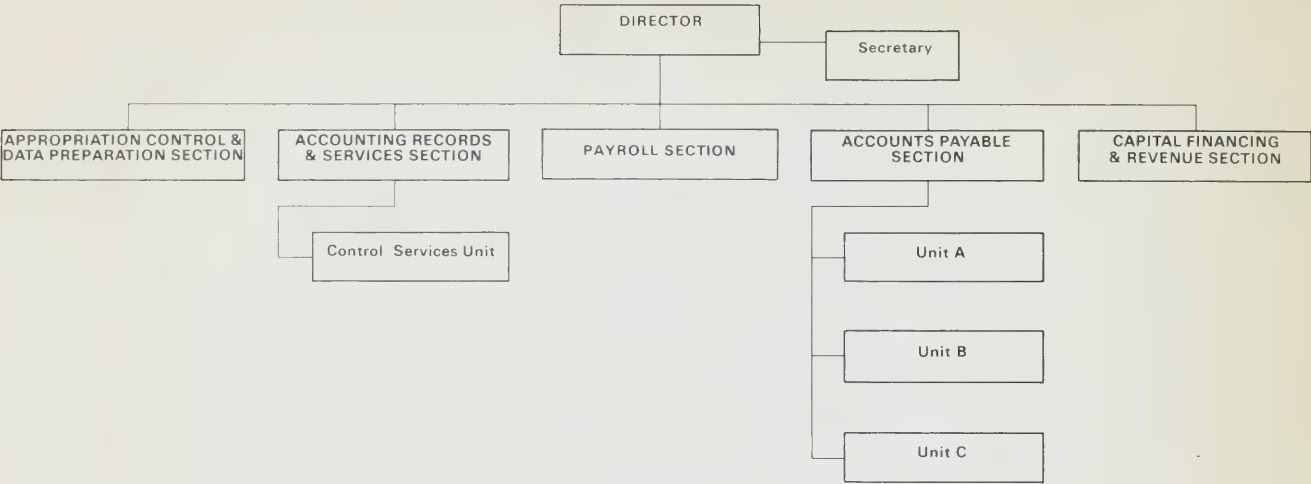 DIRECTOR
Secretary
APPROPRIATION CONTROL &
DATA PREPARATION SECTION
ACCOUNTING RECORDS
& SERVICES SECTION
PAYROLL SECTION
ACCOUNTS PAYABLE
SECTION
CAPITAL FINANCING
& REVENUE SECTION
Control Services Unit
Unit A
Unit B
Unit C